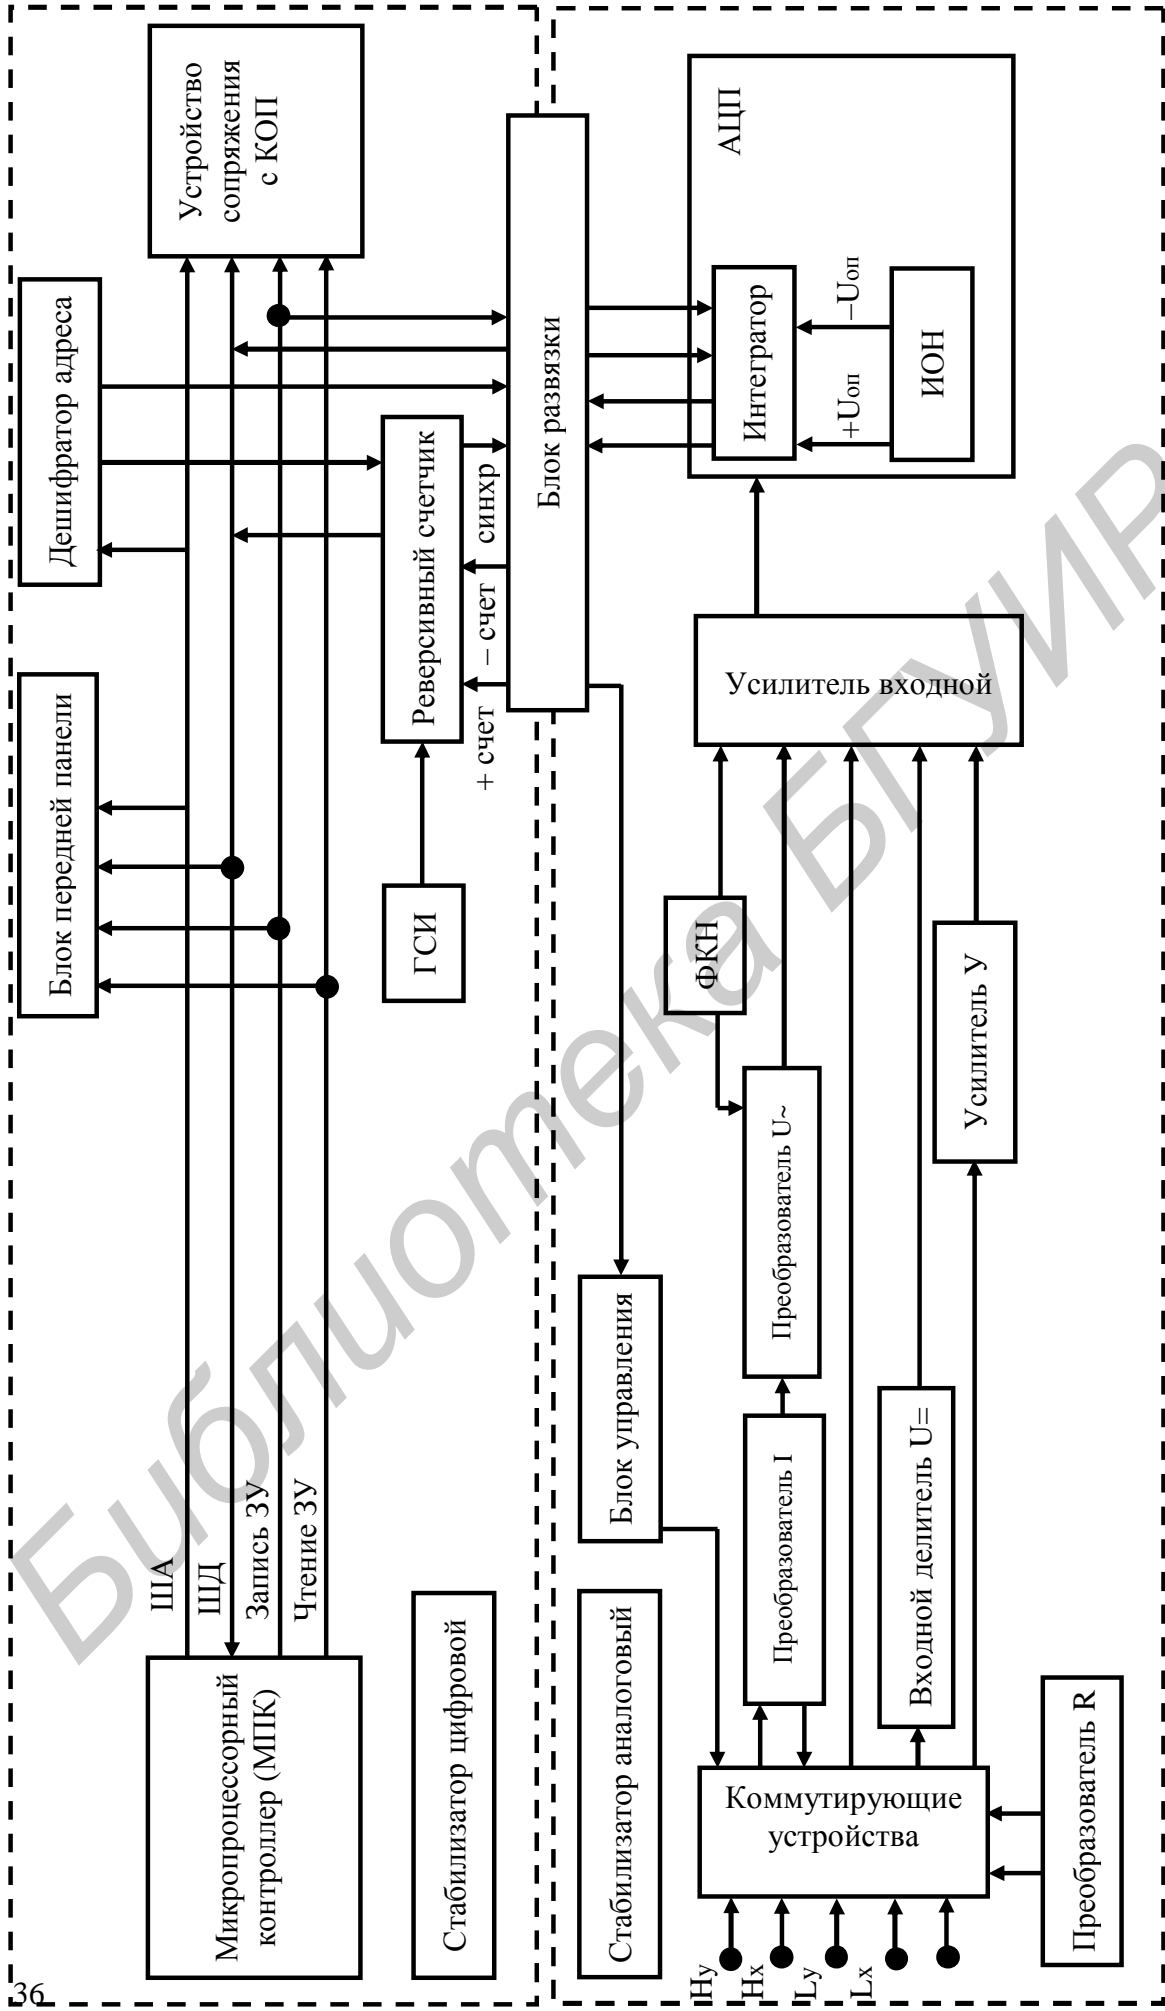 Устройство
сопряжения
с КОП
Дешифратор адреса
Блок передней панели
ША
ШД
Запись ЗУ
Чтение ЗУ
Микропроцессорный
контроллер (МПК)
Реверсивный счетчик
ГСИ
+ счет
– счет
синхр
Стабилизатор цифровой
Блок развязки
АЦП
Интегратор
+Uоп
–Uоп
ИОН
Усилитель входной
ФКН
Усилитель У
Преобразователь U~
Блок управления
Преобразователь I
Входной делитель U=
Стабилизатор аналоговый
Коммутирующие
устройства
Преобразователь R
Hy
Hx
Ly
Lx
36
Библиотека БГУИР